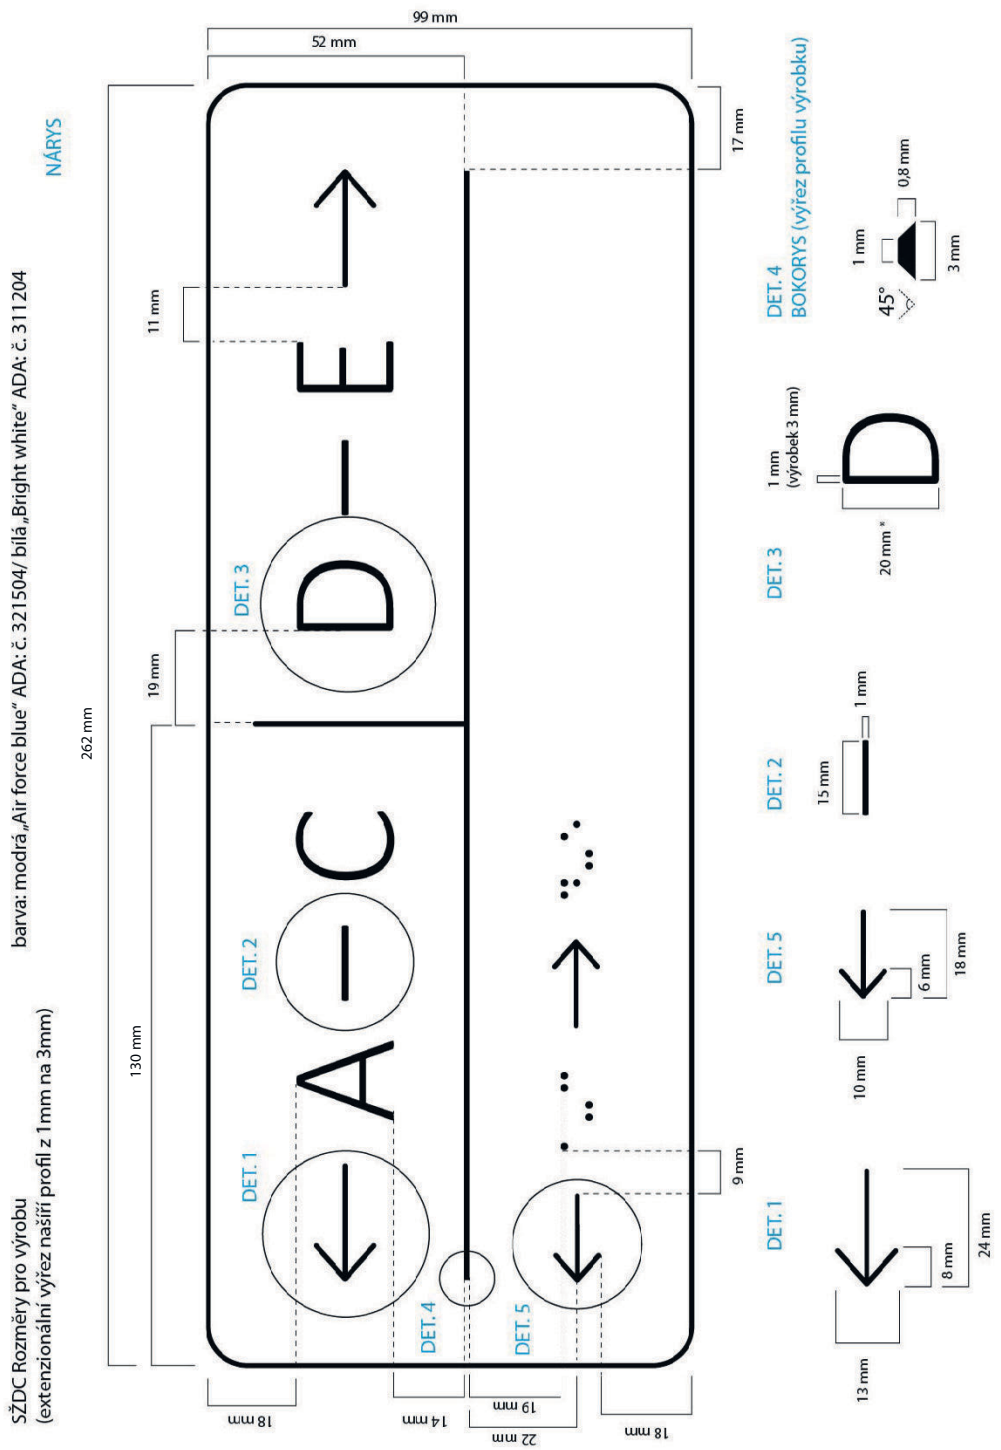 SŽDC Rozměry pro výrobu
(extenzionální výřez našíří profil z 1mm na 3mm)
barva: modrá „Air force blue“ ADA: č. 321504/ bílá „Bright white“ ADA: č. 311204
NÁRYS
262 mm
130 mm
19 mm
11 mm
99 mm
52 mm
17 mm
18 mm
14 mm
19 mm
22 mm
18 mm
9 mm
DET. 1
DET. 2
DET. 3
DET. 4
DET. 5
A – C
D – E
DET. 1
13 mm
8 mm
24 mm
DET. 5
10 mm
6 mm
18 mm
DET. 2
15 mm
1 mm
DET. 3
1 mm
(výrobek 3 mm)
20 mm *
D
DET. 4
BOKORYS (výřez profilu výrobku)
45°
1 mm
0,8 mm
3 mm